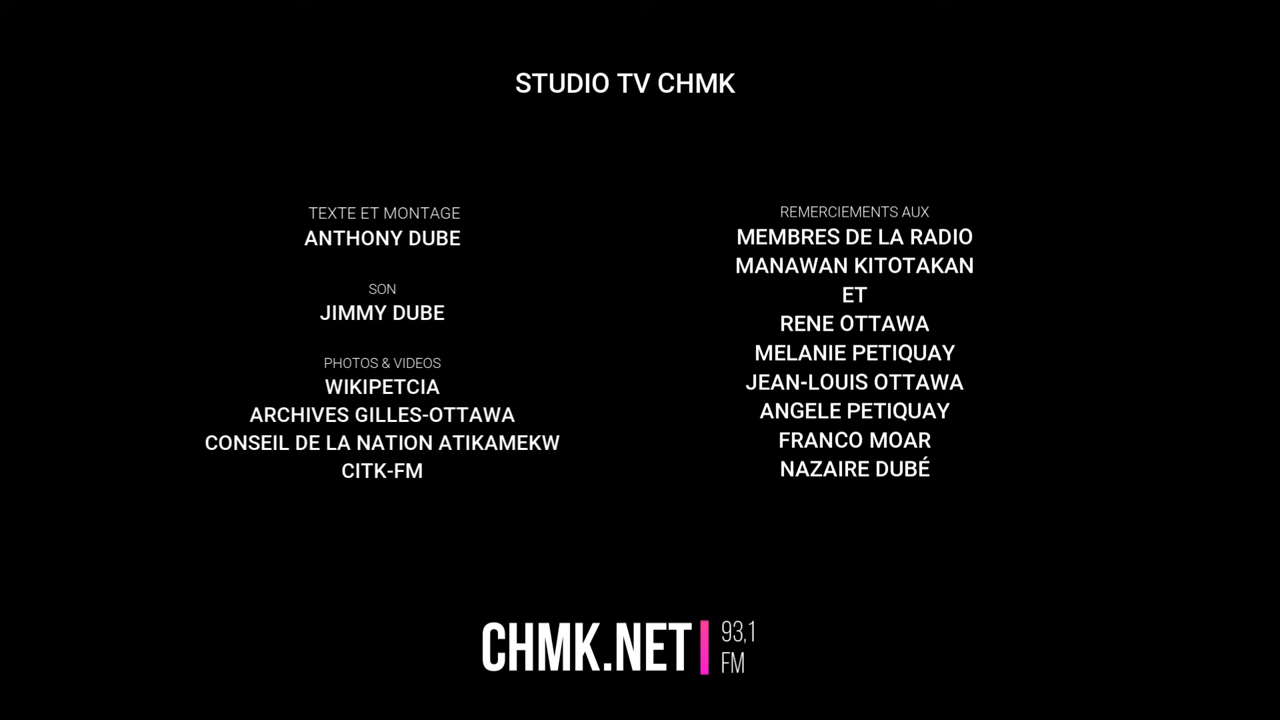 STUDIO TV CHMK
TEXTE ET MONTAGE
ANTHONY DUBE
SON
JIMMY DUBE
PHOTOS & VIDEOS
WIKIPETCIA
ARCHIVES GILLES-OTTAWA
CONSEIL DE LA NATION ATIKAMEKW
CITK-FM
REMERCIEMENTS AUX
MEMBRES DE LA RADIO
MANAWAN KITOTAKAN
ET
RENE OTTAWA
MELANIE PETIQUAY
JEAN-LOUIS OTTAWA
ANGELE PETIQUAY
FRANCO MOAR
NAZAIRE DUBÉ
CHMK.NET
93,1
FM